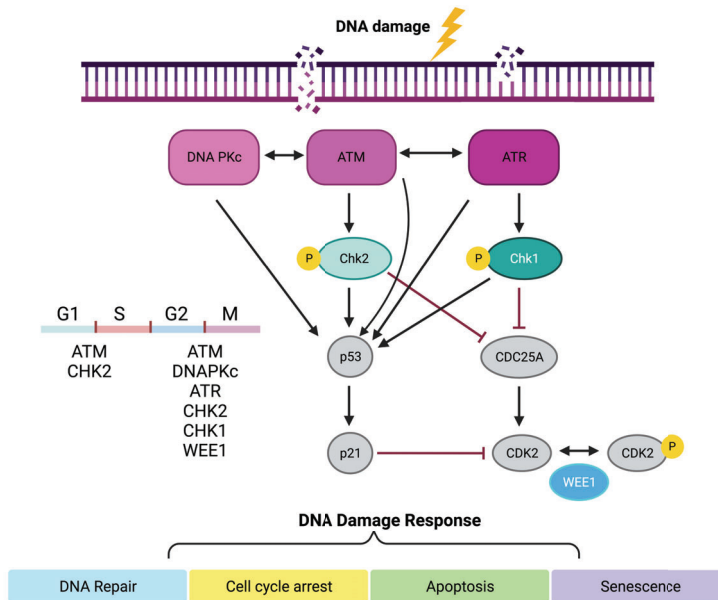 DNA damage
DNA PKc
ATM
ATR
P
Chk2
P
Chk1
G1 S G2 M
ATM
CHK2
ATM
DNAPKc
ATR
CHK2
CHK1
WEE1
p53
CDC25A
p21
CDK2
CDK2
P
WEE1
DNA Damage Response
DNA Repair
Cell cycle arrest
Apoptosis
Senescence